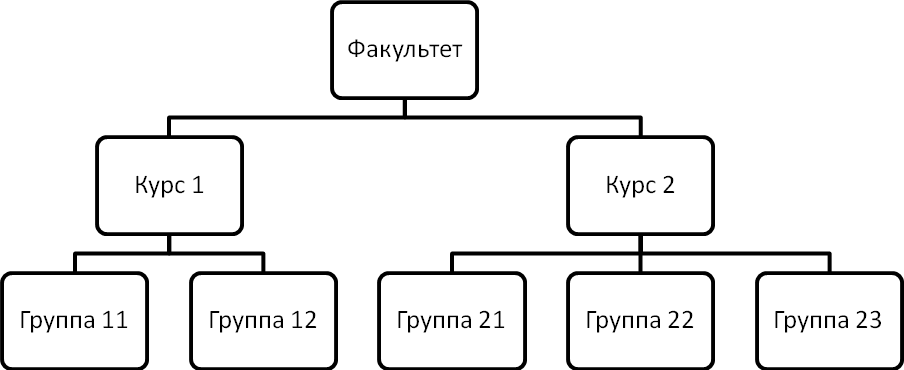 Факультет
Курс 1
Курс 2
Группа 11
Группа 12
Группа 21
Группа 22
Группа 23